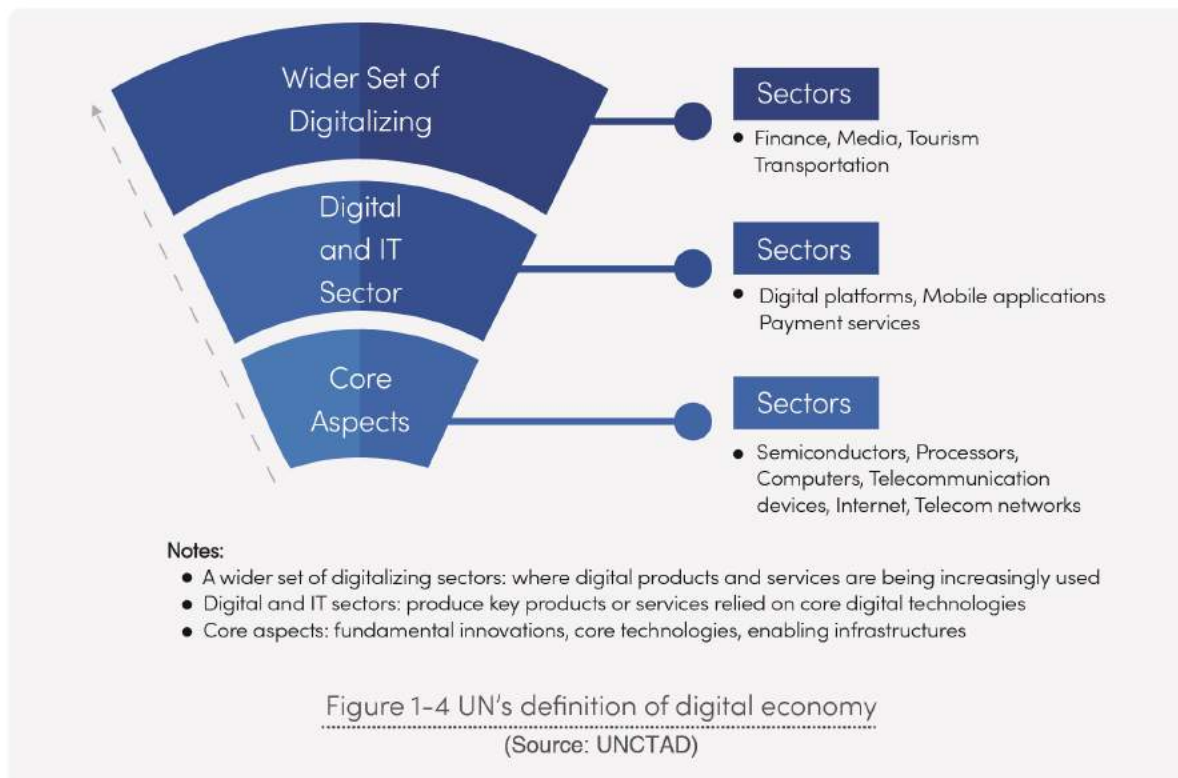 Wider Set of
Digitalizing
Sectors
● Finance, Media, Tourism
Transportation
Digital
and IT
Sector
Sectors
● Digital platforms, Mobile applications
Payment services
Core
Aspects
Sectors
● Semiconductors, Processors,
Computers, Telecommunication
devices, Internet, Telecom networks
Notes:
● A wider set of digitalizing sectors: where digital products and services are being increasingly used
● Digital and IT sectors: produce key products or services relied on core digital technologies
● Core aspects: fundamental innovations, core technologies, enabling infrastructures
Figure 1-4 UN's definition of digital economy
(Source: UNCTAD)